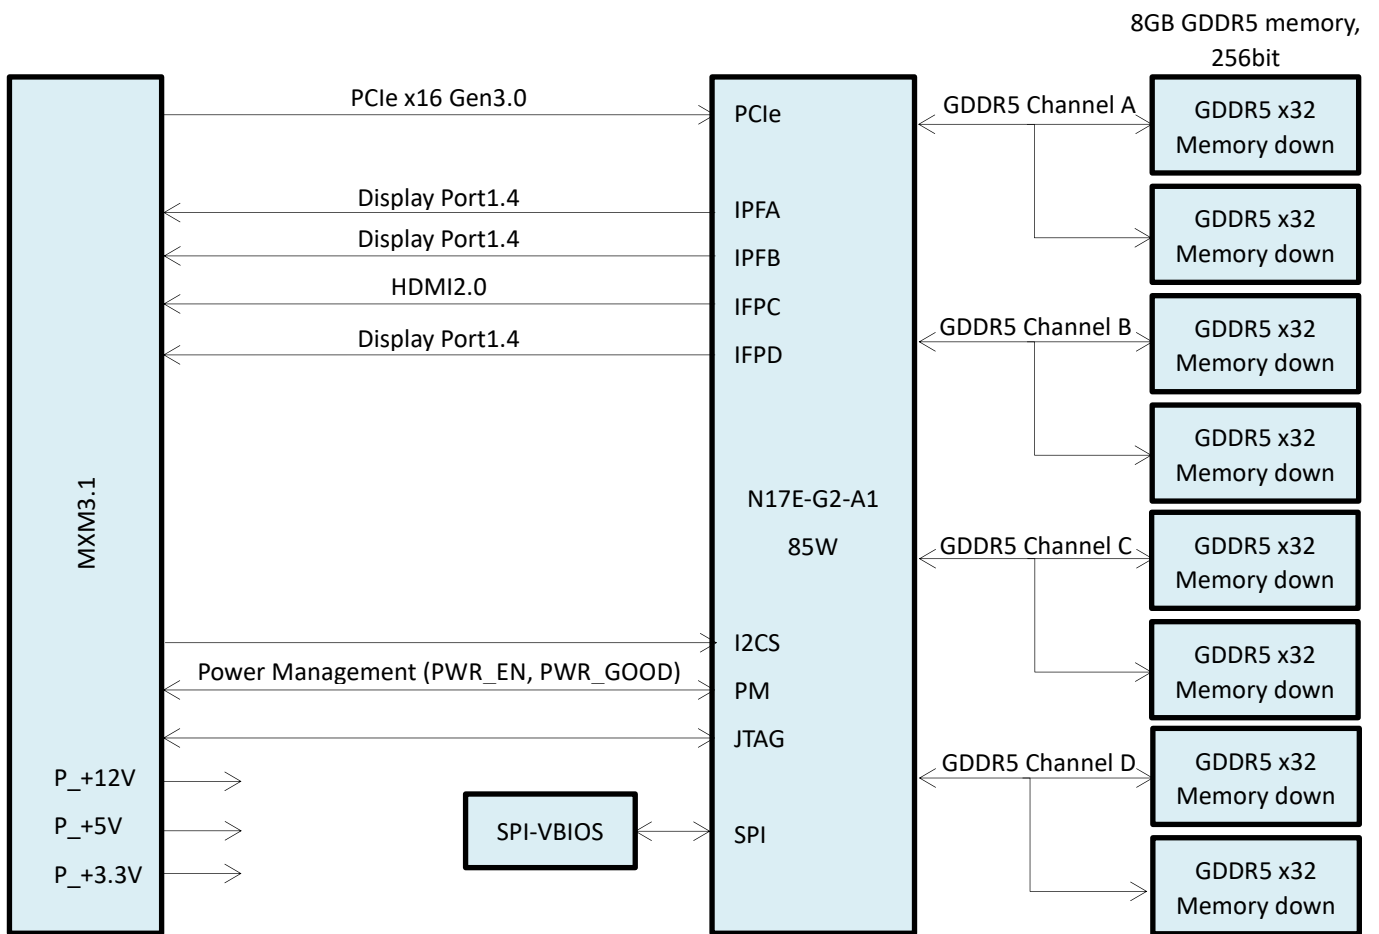 8GB GDDR5 memory,
256bit
MXM3.1
PCIe x16 Gen3.0
Display Port1.4
Display Port1.4
HDMI2.0
Display Port1.4
Power Management (PWR_EN, PWR_GOOD)
P_+12V
P_+5V
P_+3.3V
SPI-VBIOS
PCIe
IPFA
IPFB
IFPC
IFPD
N17E-G2-A1
85W
I2CS
PM
JTAG
SPI
GDDR5 Channel A
GDDR5 x32
Memory down
GDDR5 x32
Memory down
GDDR5 Channel B
GDDR5 x32
Memory down
GDDR5 x32
Memory down
GDDR5 Channel C
GDDR5 x32
Memory down
GDDR5 x32
Memory down
GDDR5 Channel D
GDDR5 x32
Memory down
GDDR5 x32
Memory down